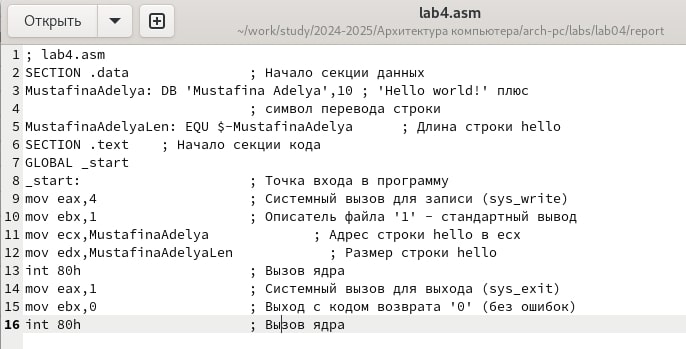 Открыть
lab4.asm
~/work/study/2024-2025/Архитектура компьютера/arch-pc/labs/lab04/report
1 ; lab4.asm
2 SECTION .data ; Начало секции данных
3 MustafinaAdelya: DB 'Mustafina Adelya',10 ; 'Hello world!' плюс
4 ; символ перевода строки
5 MustafinaAdelyaLen: EQU $-MustafinaAdelya ; Длина строки hello
6 SECTION .text ; Начало секции кода
7 GLOBAL _start
8 _start: ; Точка входа в программу
9 mov eax,4 ; Системный вызов для записи (sys_write)
10 mov ebx,1 ; Описатель файла '1' - стандартный вывод
11 mov ecx,MustafinaAdelya ; Адрес строки hello в ecx
12 mov edx,MustafinaAdelyaLen ; Размер строки hello
13 int 80h ; Вызов ядра
14 mov eax,1 ; Системный вызов для выхода (sys_exit)
15 mov ebx,0 ; Выход с кодом возврата '0' (без ошибок)
16 int 80h ; Вызов ядра